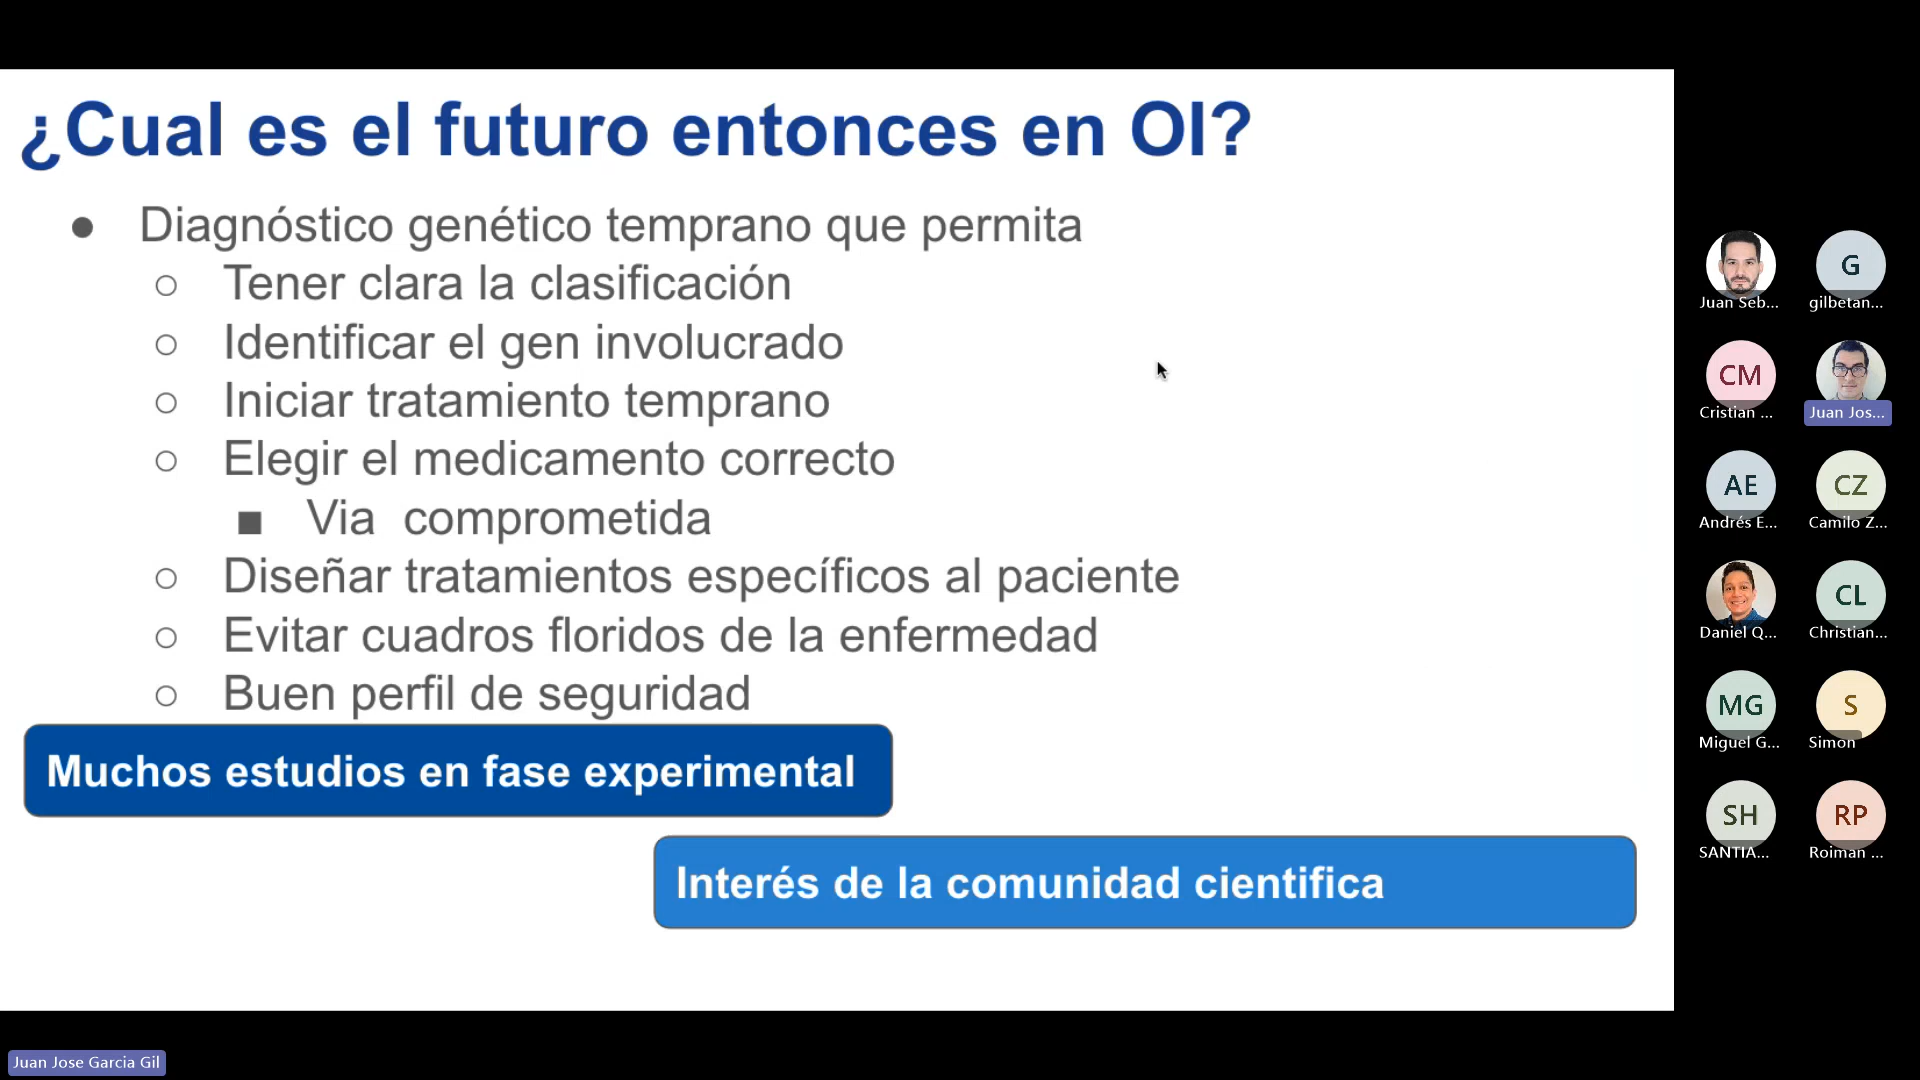 ¿Cual es el futuro entonces en OI?
● Diagnóstico genético temprano que permita
○ Tener clara la clasificación
○ Identificar el gen involucrado
○ Iniciar tratamiento temprano
○ Elegir el medicamento correcto
■ Via comprometida
○ Diseñar tratamientos específicos al paciente
○ Evitar cuadros floridos de la enfermedad
○ Buen perfil de seguridad
Muchos estudios en fase experimental
Interés de la comunidad cientifica
Juan Seb...
G
gilbetan...
CM
Cristian ...
Juan Jos...
AE
Andrés E...
CZ
Camilo Z...
Daniel Q...
CL
Christian...
MG
Miguel G...
S
Simon
SH
SANTIA...
RP
Roiman ...
Juan Jose Garcia Gil